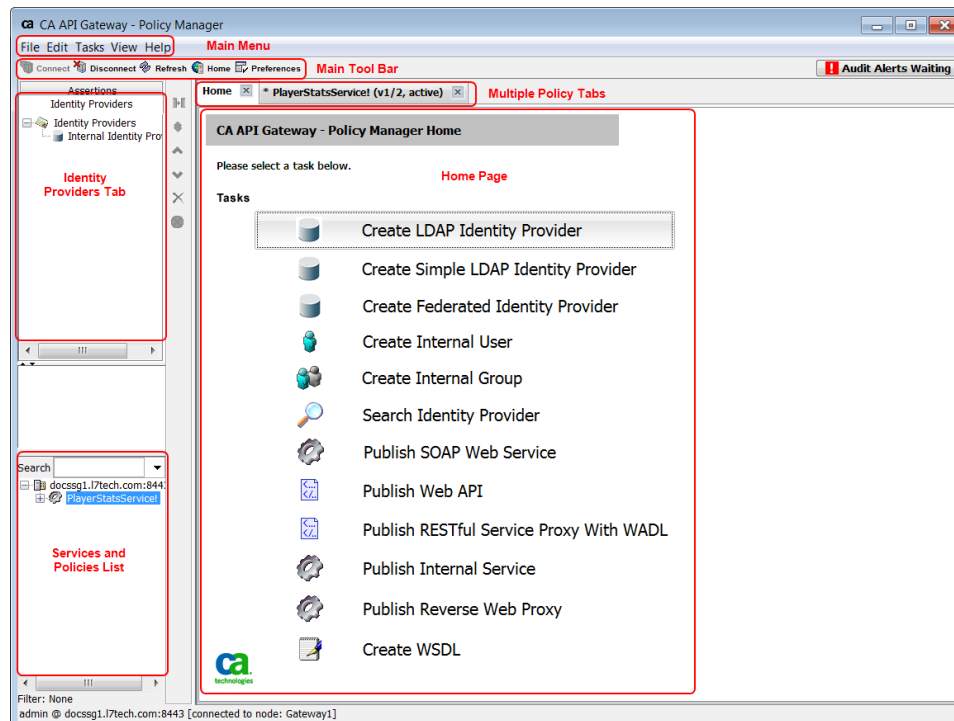 ca CA API Gateway - Policy Manager
File Edit Tasks View Help
Main Menu
Connect Disconnect Refresh Home Preferences
Main Tool Bar
! Audit Alerts Waiting
Assertions
Identity Providers
Identity Providers
Internal Identity Pro
Identity
Providers Tab
Home
* PlayerStatsService! (v1/2, active)
Multiple Policy Tabs
CA API Gateway - Policy Manager Home
Please select a task below.
Home Page
Tasks
Create LDAP Identity Provider
Create Simple LDAP Identity Provider
Create Federated Identity Provider
Create Internal User
Create Internal Group
Search Identity Provider
Publish SOAP Web Service
Publish Web API
Publish RESTful Service Proxy With WADL
Publish Internal Service
Publish Reverse Web Proxy
Create WSDL
ca
technologies
Search
docssg1.l7tech.com:844
PlayerStatsService!
Services and
Policies List
Filter: None
admin @ docssg1.l7tech.com:8443 [connected to node: Gateway1]